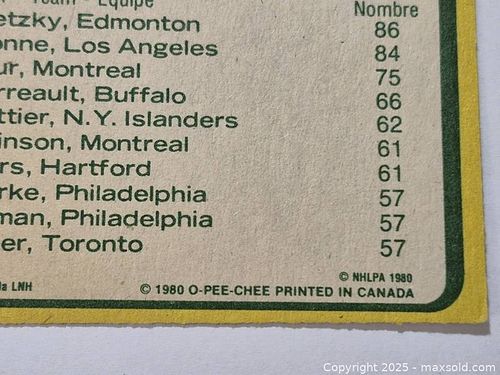 Team - Équipe
Nombre
etzky, Edmonton 86
onne, Los Angeles 84
ur, Montreal 75
rreault, Buffalo 66
ttier, N.Y. Islanders 62
inson, Montreal 61
rs, Hartford 61
rke, Philadelphia 57
man, Philadelphia 57
er, Toronto 57
la LNH
© NHLPA 1980
© 1980 O-PEE-CHEE PRINTED IN CANADA
Copyright © 2025 - maxsold.com